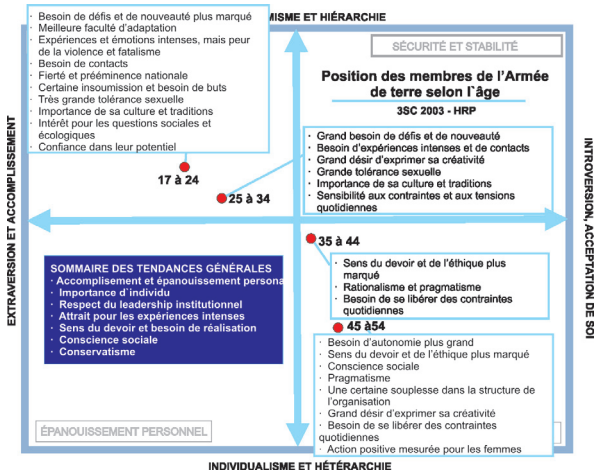 MISME ET HIÉRARCHIE
· Besoin de défis et de nouveauté plus marqué
· Meilleure faculté d'adaptation
· Expériences et émotions intenses, mais peur
de la violence et fatalisme
· Besoin de contacts
· Fierté et prééminence nationale
· Certaine insoumission et besoin de buts
· Très grande tolérance sexuelle
· Importance de sa culture et traditions
· Intérêt pour les questions sociales et
écologiques
· Confiance dans leur potentiel
SÉCURITÉ ET STABILITÉ
Position des membres de l`Armée
de terre selon l`âge
3SC 2003 - HRP
· Grand besoin de défis et de nouveauté
· Besoin d'expériences intenses et de contacts
· Grand désir d'exprimer sa créativité
· Grande tolérance sexuelle
· Importance de sa culture et traditions
· Sensibilité aux contraintes et aux tensions
quotidiennes
17 à 24
25 à 34
EXTRAVERSION ET ACCOMPLISSEMENT
INTROVERSION, ACCEPTATION DE SOI
35 à 44
· Sens du devoir et de l'éthique plus
marqué
· Rationalisme et pragmatisme
· Besoin de se libérer des contraintes
quotidiennes
SOMMAIRE DES TENDANCES GÉNÉRALES
· Accomplisement et épanouissement persona
· Importance d`individu
· Respect du leadership institutionnel
· Attrait pour les expériences intenses
· Sens du devoir et besoin de réalisation
· Conscience sociale
· Conservatisme
45 à54
· Besoin d'autonomie plus grand
· Sens du devoir et de l'éthique plus marqué
· Conscience sociale
· Pragmatisme
· Une certaine souplesse dans la structure de
l'organisation
· Grand désir d'exprimer sa créativité
· Besoin de se libérer des contraintes
quotidiennes
· Action positive mesurée pour les femmes
ÉPANOUISSEMENT PERSONNEL
INDIVIDUALISME ET HÉTÉRARCHIE